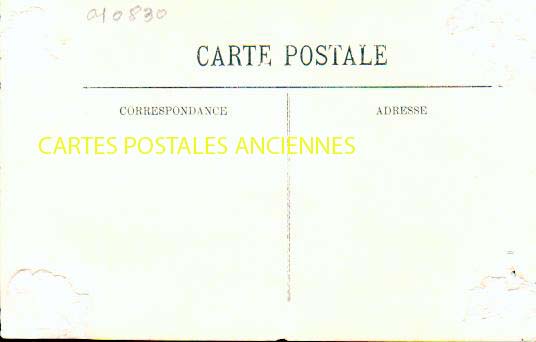 010830
CARTE POSTALE
CORRESPONDANCE
ADRESSE
CARTES POSTALES ANCIENNES